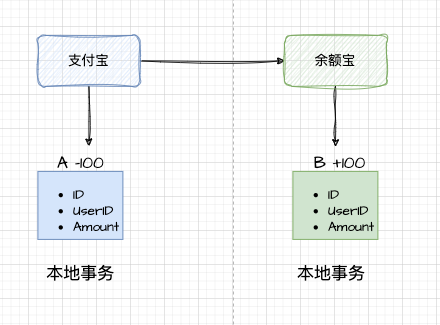 支付宝
余额宝
A -100
B +100
• ID
• UserID
• Amount
• ID
• UserID
• Amount
本地事务
本地事务